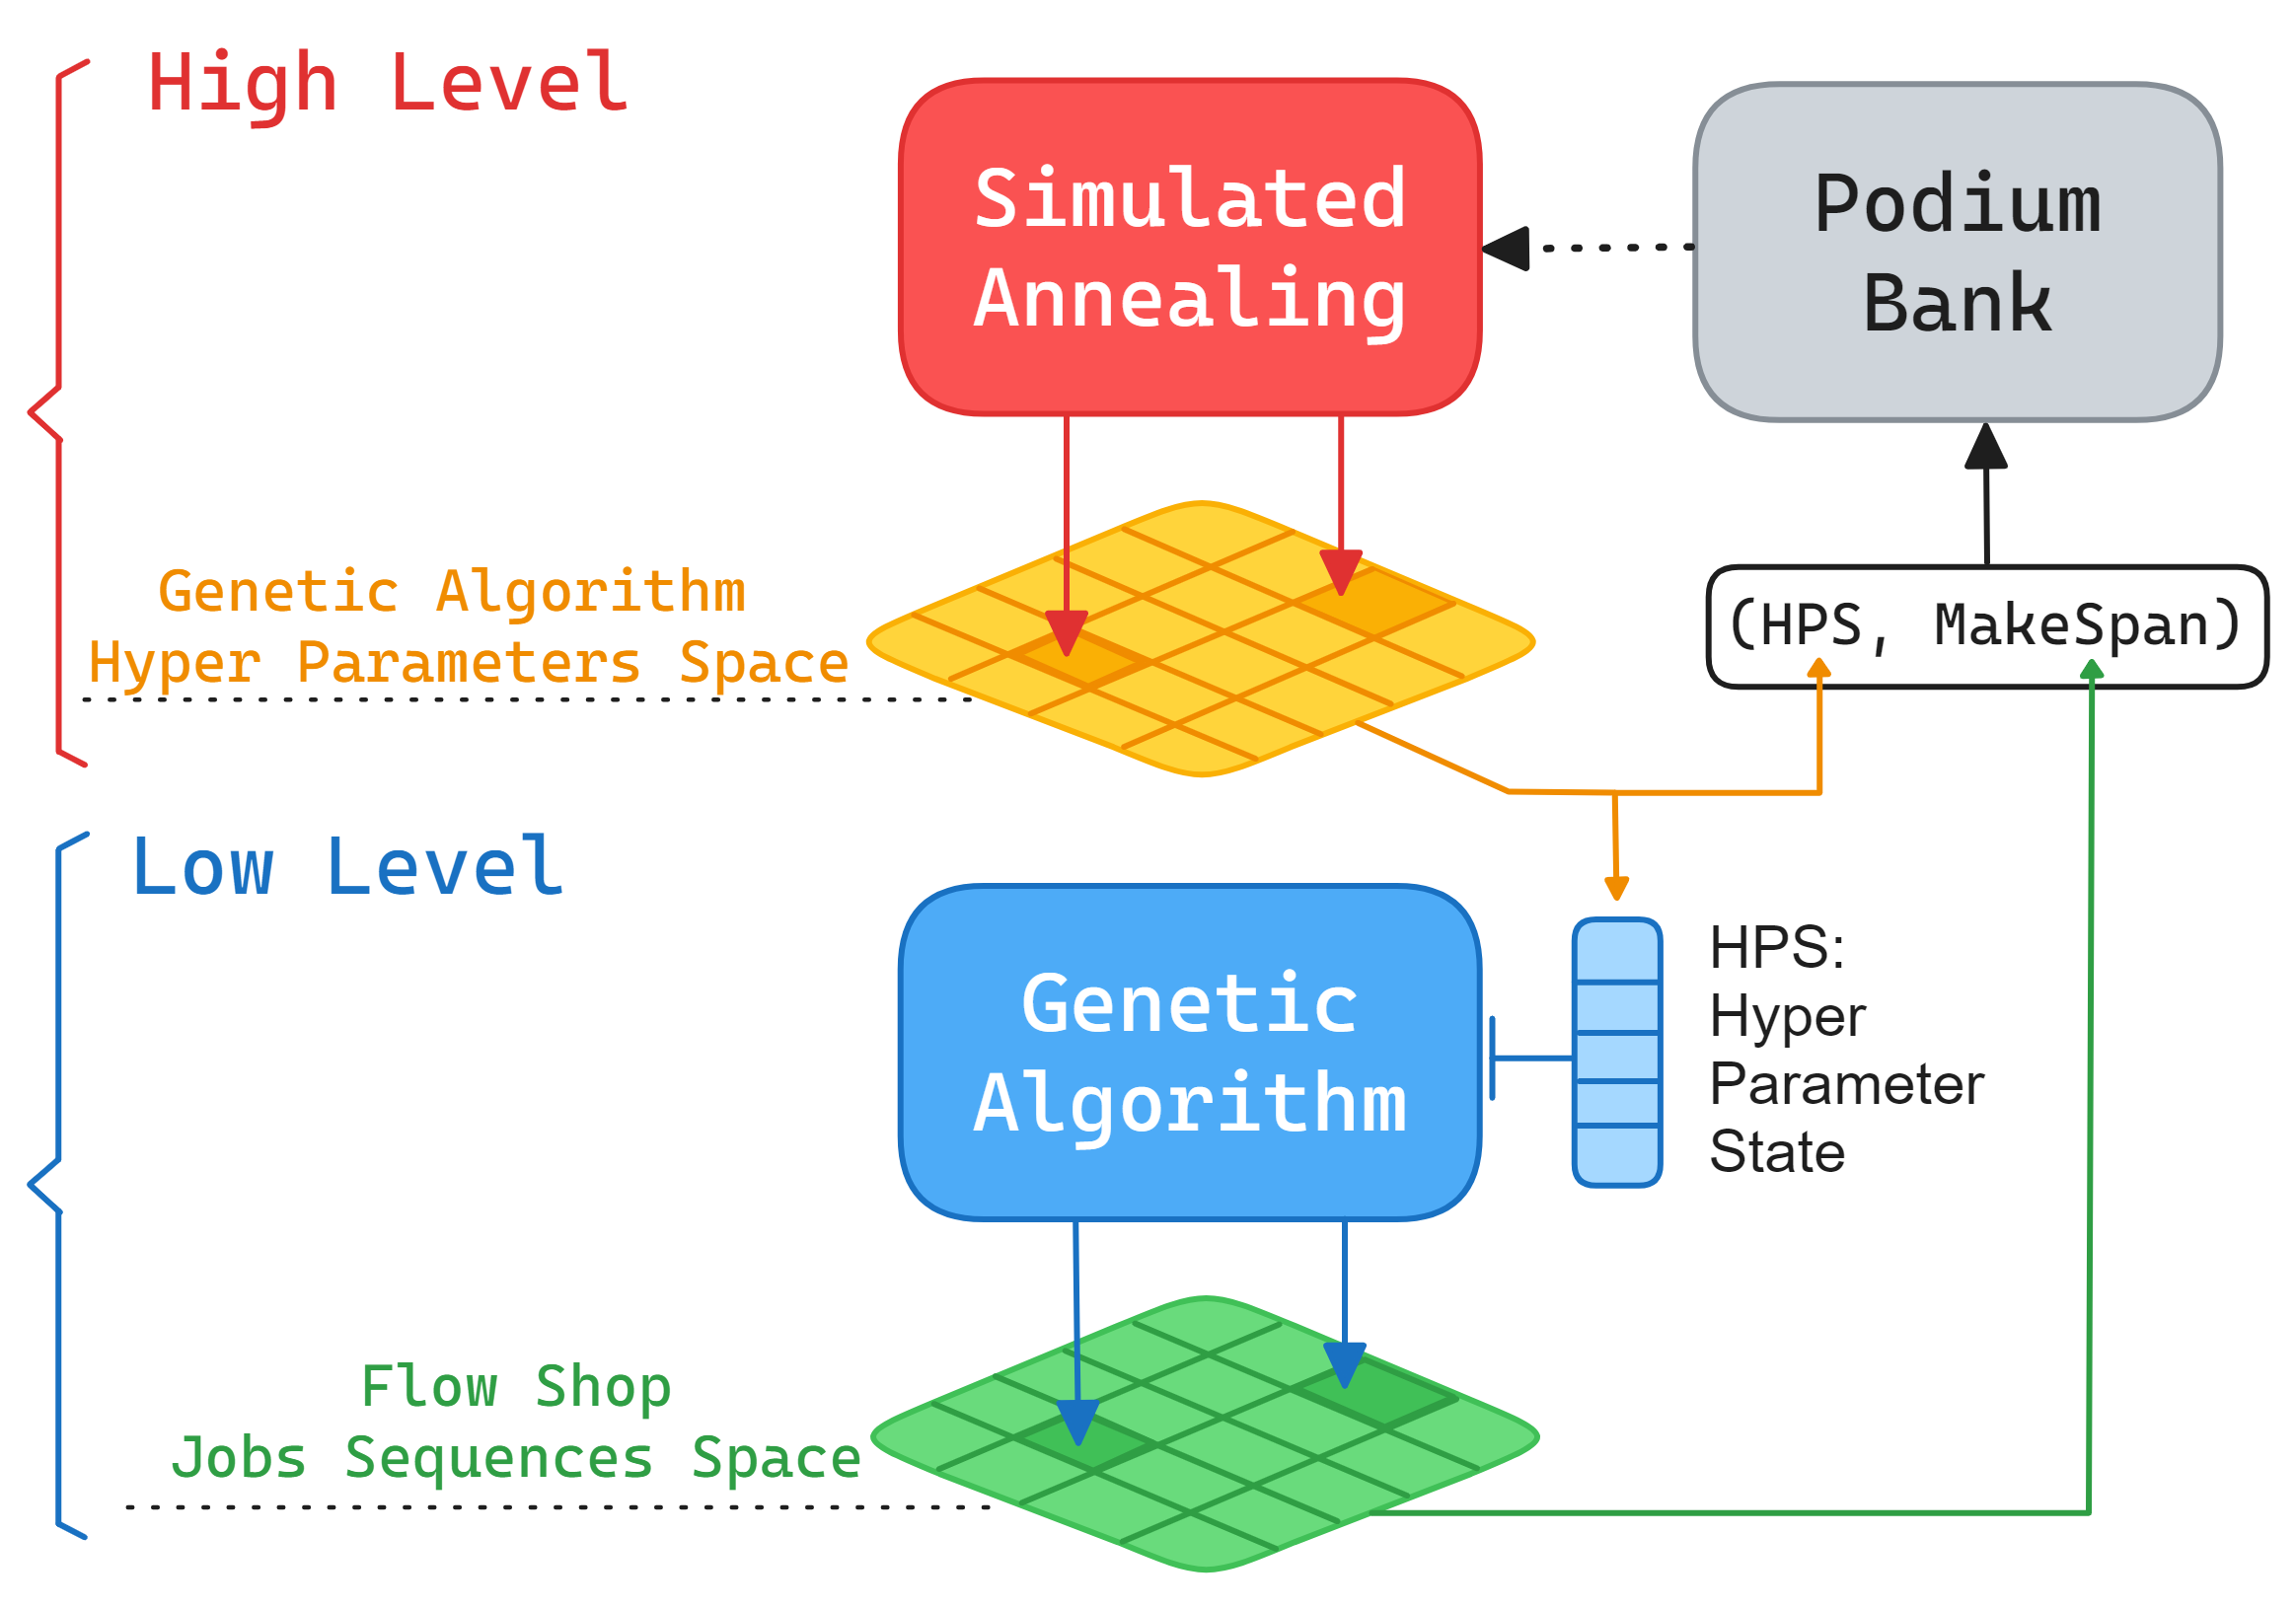 High Level
Simulated
Annealing
Podium
Bank
Genetic Algorithm
Hyper Parameters Space
(HPS, MakeSpan)
Low Level
Genetic
Algorithm
HPS:
Hyper
Parameter
State
Flow Shop
Jobs Sequences Space